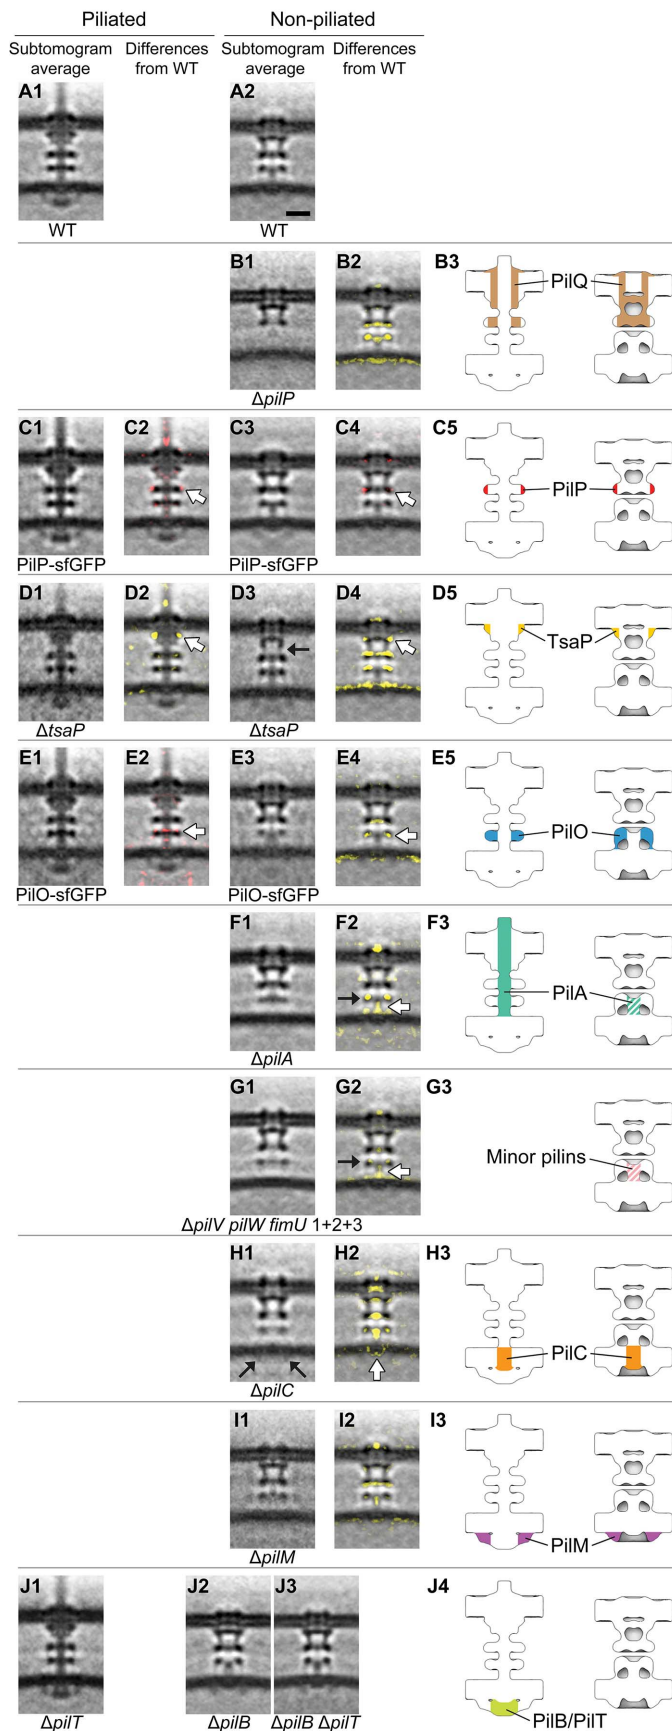 Piliated Non-piliated
Subtomogram average Differences from WT Subtomogram average Differences from WT
A1 A2
WT WT
B1 B2 B3
PilQ
ΔpilP
C1 C2 C3 C4 C5
PilP
PilP-sfGFP PilP-sfGFP
D1 D2 D3 D4 D5
TsaP
ΔtsaP ΔtsaP
E1 E2 E3 E4 E5
PilO
PilO-sfGFP PilO-sfGFP
F1 F2 F3
PilA
ΔpilA
G1 G2 G3
Minor pilins
ΔpilV pilW fimU 1+2+3
H1 H2 H3
PilC
ΔpilC
I1 I2 I3
PilM
ΔpilM
J1 J2 J3 J4
PilB/PilT
ΔpilT ΔpilB ΔpilB ΔpilT